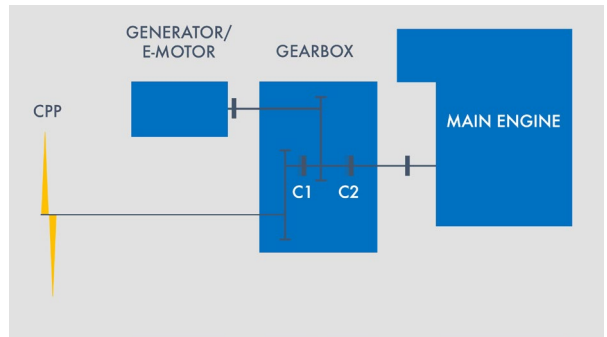 GENERATOR/
E-MOTOR
GEARBOX
CPP
MAIN ENGINE
C1
C2